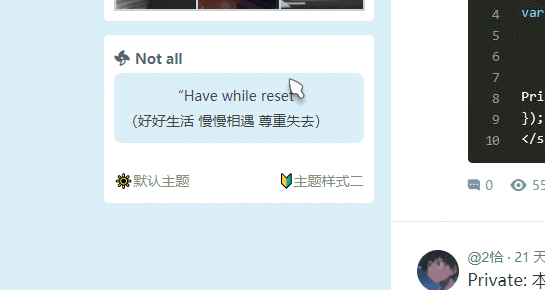 Not all
“Have while reset”
（好好生活 慢慢相遇 尊重失去）
默认主题
主题样式二
4 var
5
6
7
8 Pri
9 });
10 </s
0 55
@2恰 · 21 天
Private: 本